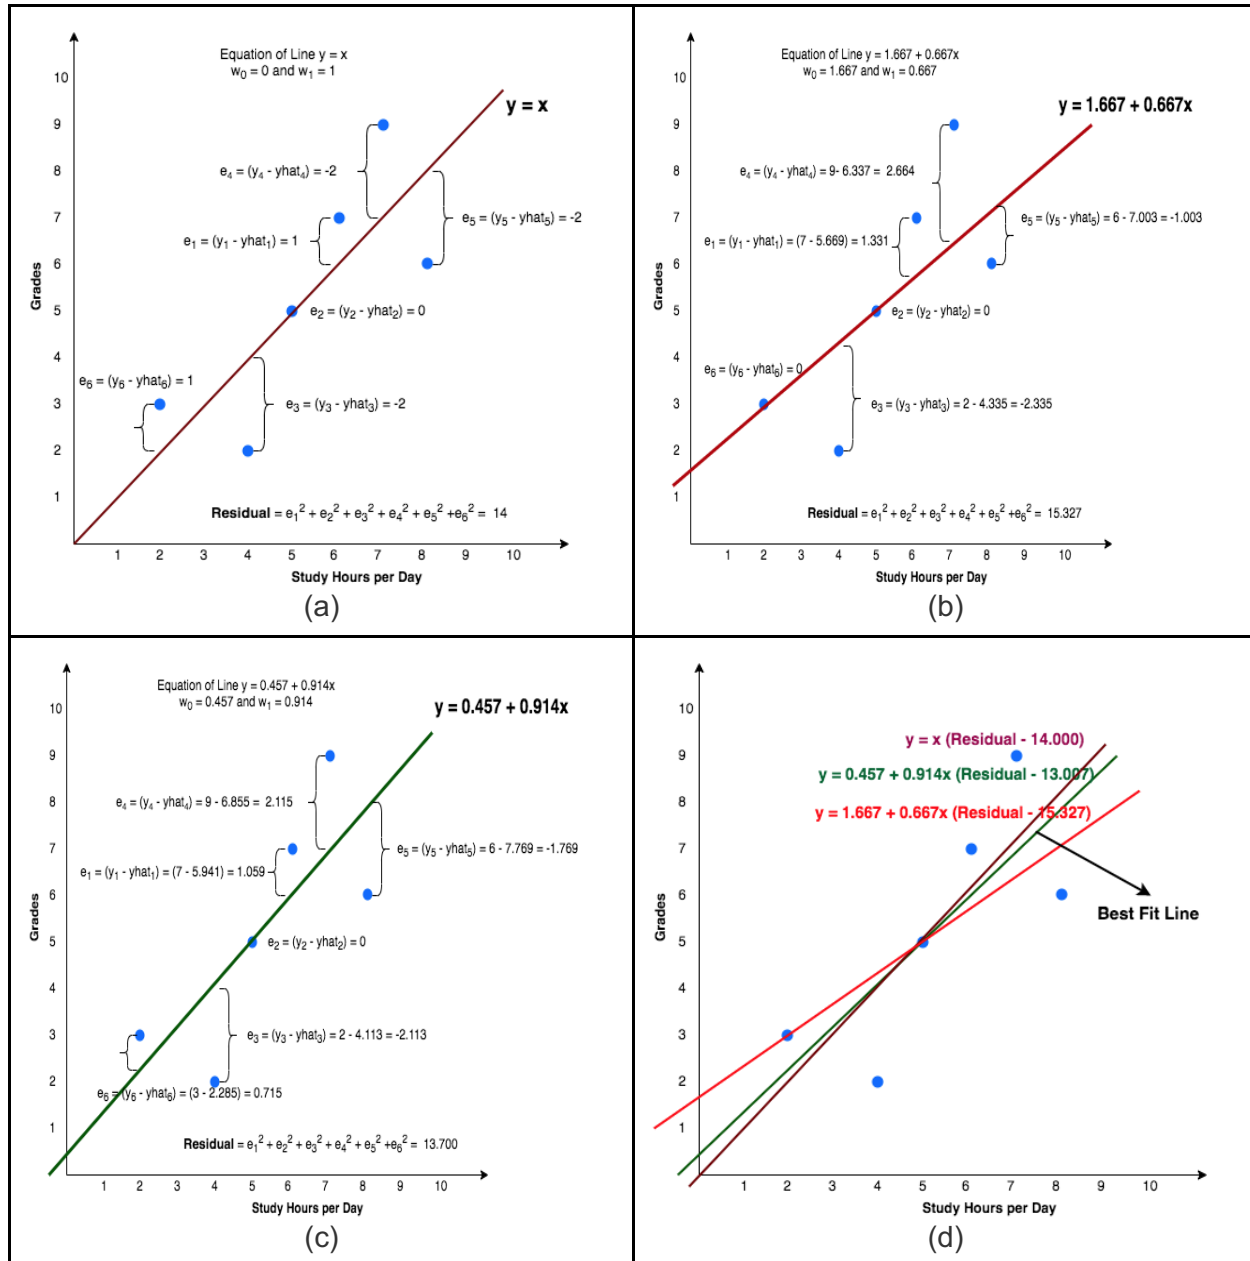 Equation of Line y = x
w₀ = 0 and w₁ = 1
y = x
10
9
8
7
6
5
4
3
2
1
Grades
e₄ = (y₄ - yhat₄) = -2
e₅ = (y₅ - yhat₅) = -2
e₁ = (y₁ - yhat₁) = 1
e₂ = (y₂ - yhat₂) = 0
e₆ = (y₆ - yhat₆) = 1
e₃ = (y₃ - yhat₃) = -2
Residual = e₁² + e₂² + e₃² + e₄² + e₅² +e₆² = 14
1 2 3 4 5 6 7 8 9 10
Study Hours per Day
(a)
Equation of Line y = 1.667 + 0.667x
w₀ = 1.667 and w₁ = 0.667
y = 1.667 + 0.667x
10
9
8
7
6
5
4
3
2
1
Grades
e₄ = (y₄ - yhat₄) = 9- 6.337 = 2.664
e₅ = (y₅ - yhat₅) = 6 - 7.003 = -1.003
e₁ = (y₁ - yhat₁) = (7 - 5.669) = 1.331
e₂ = (y₂ - yhat₂) = 0
e₆ = (y₆ - yhat₆) = 0
e₃ = (y₃ - yhat₃) = 2 - 4.335 = -2.335
Residual = e₁² + e₂² + e₃² + e₄² + e₅² +e₆² = 15.327
1 2 3 4 5 6 7 8 9 10
Study Hours per Day
(b)
Equation of Line y = 0.457 + 0.914x
w₀ = 0.457 and w₁ = 0.914
y = 0.457 + 0.914x
10
9
8
7
6
5
4
3
2
1
Grades
e₄ = (y₄ - yhat₄) = 9 - 6.855 = 2.115
e₅ = (y₅ - yhat₅) = 6 - 7.769 = -1.769
e₁ = (y₁ - yhat₁) = (7 - 5.941) = 1.059
e₂ = (y₂ - yhat₂) = 0
e₃ = (y₃ - yhat₃) = 2 - 4.113 = -2.113
e₆ = (y₆ - yhat₆) = (3 - 2.285) = 0.715
Residual = e₁² + e₂² + e₃² + e₄² + e₅² +e₆² = 13.700
1 2 3 4 5 6 7 8 9 10
Study Hours per Day
(c)
10
9
8
7
6
5
4
3
2
1
Grades
y = x (Residual - 14.000)
y = 0.457 + 0.914x (Residual - 13.007)
y = 1.667 + 0.667x (Residual - 15.327)
Best Fit Line
1 2 3 4 5 6 7 8 9 10
Study Hours per Day
(d)